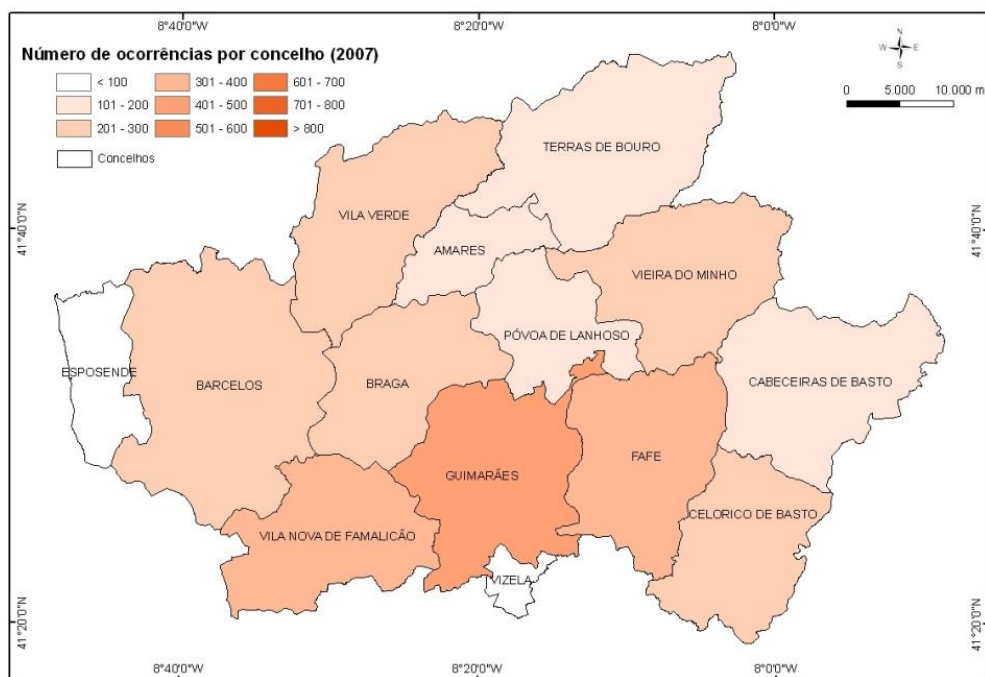 8°40'0"W 8°20'0"W 8°0'0"W
Número de ocorrências por concelho (2007)
< 100 301 - 400 601 - 700
101 - 200 401 - 500 701 - 800
201 - 300 501 - 600 > 800
Concelhos
N
W E
S
0 5.000 10.000 m
TERRAS DE BOURO
VILA VERDE
41°40'0"N
41°40'0"N
AMARES
VIEIRA DO MINHO
PÓVOA DE LANHOSO
ESPOSENDE
BARCELOS
BRAGA
CABECEIRAS DE BASTO
GUIMARÃES
FAFE
CELORICO DE BASTO
VILA NOVA DE FAMALICÃO
VIZELA
41°20'0"N
41°20'0"N
8°40'0"W 8°20'0"W 8°0'0"W